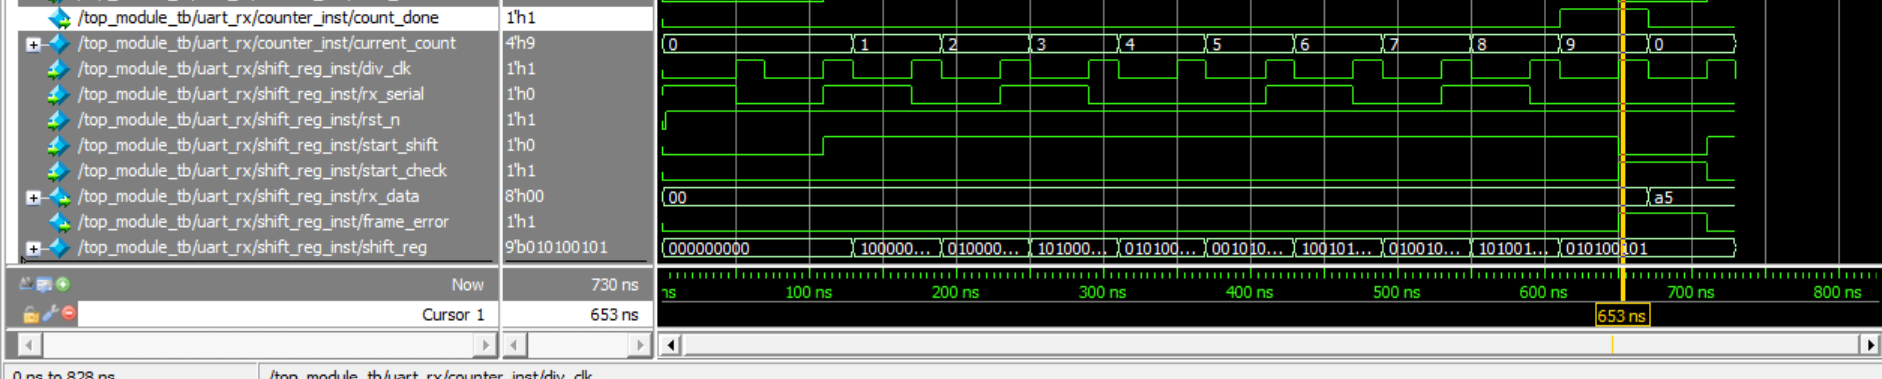 /top_module_tb/uart_rx/counter_inst/count_done 1'h1
/top_module_tb/uart_rx/counter_inst/current_count 4'h9 0 1 2 3 4 5 6 7 8 9 0
/top_module_tb/uart_rx/shift_reg_inst/div_clk 1'h1
/top_module_tb/uart_rx/shift_reg_inst/rx_serial 1'h0
/top_module_tb/uart_rx/shift_reg_inst/rst_n 1'h1
/top_module_tb/uart_rx/shift_reg_inst/start_shift 1'h0
/top_module_tb/uart_rx/shift_reg_inst/start_check 1'h1
/top_module_tb/uart_rx/shift_reg_inst/rx_data 8'h00 00 a5
/top_module_tb/uart_rx/shift_reg_inst/frame_error 1'h1
/top_module_tb/uart_rx/shift_reg_inst/shift_reg 9'b010100101 000000000 100000... 010000... 101000... 010100... 001010... 100101... 010010... 101001... 010100101
Now 730 ns ns 100 ns 200 ns 300 ns 400 ns 500 ns 600 ns 700 ns 800 ns
Cursor 1 653 ns 653 ns
0 ns to 828 ns /top_module_tb/uart_rx/counter_inst/div_clk